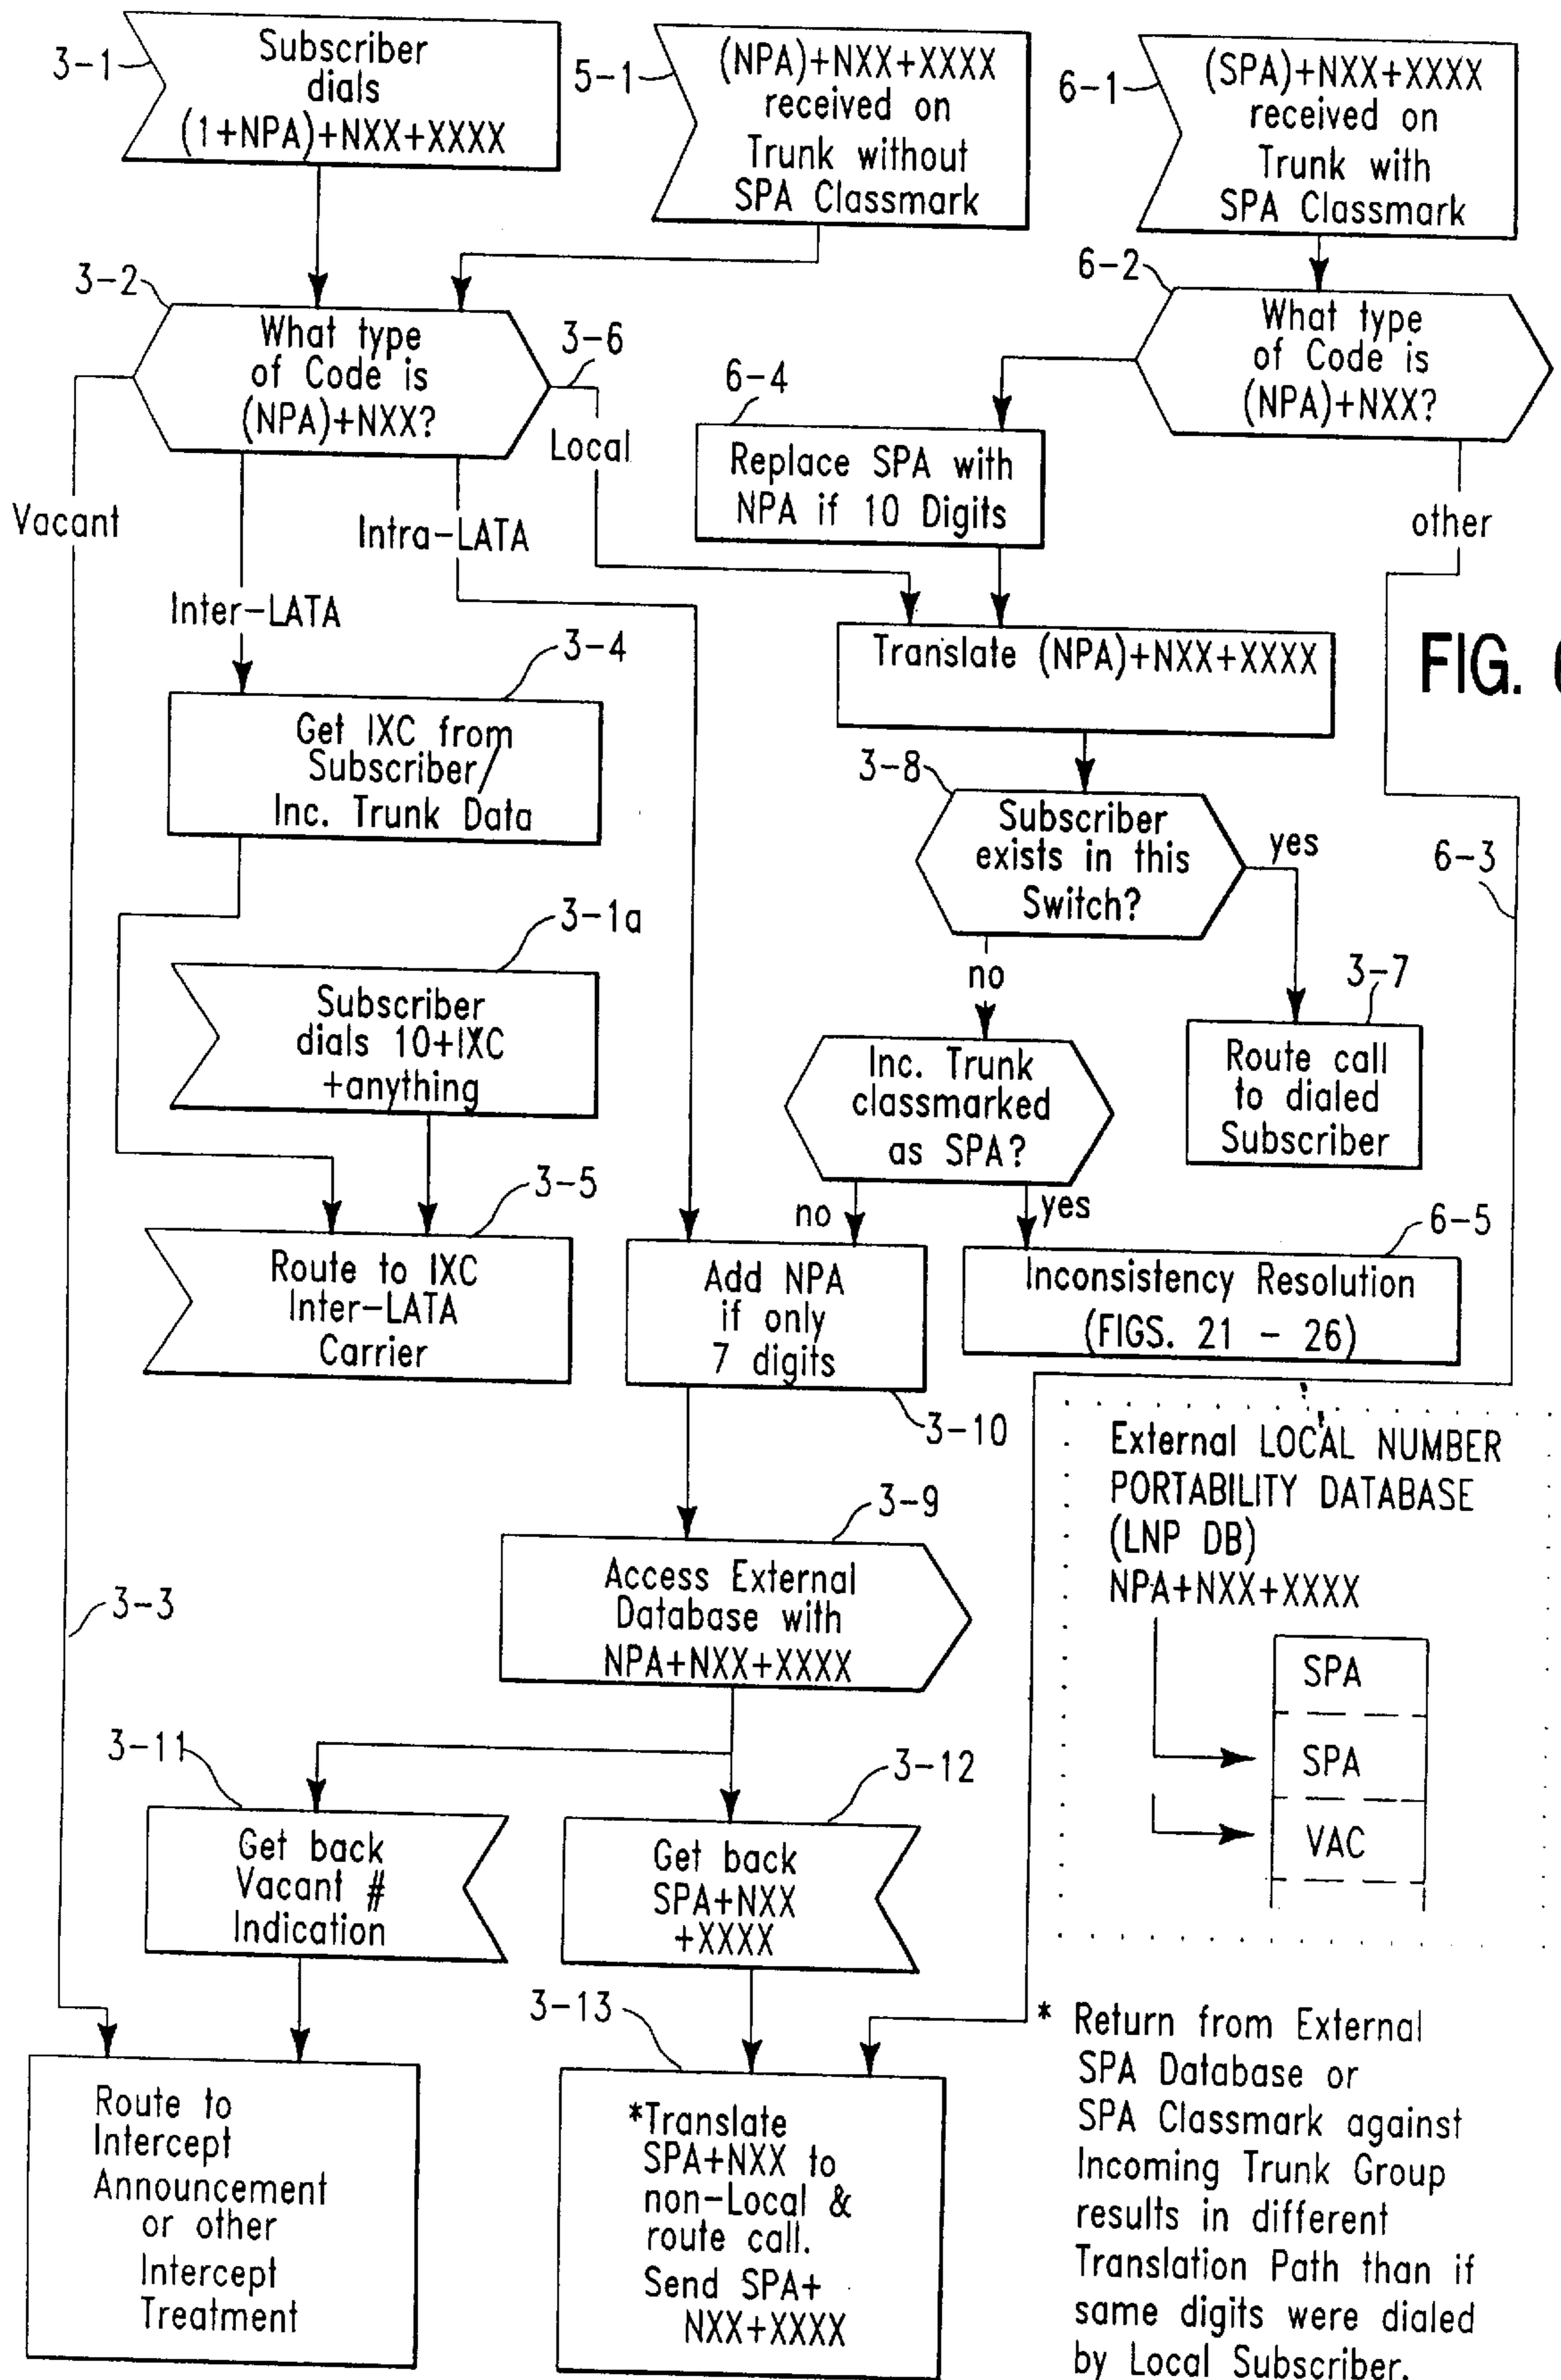 3-1
Subscriber
dials
(1+NPA)+NXX+XXXX
5-1
(NPA)+NXX+XXXX
received on
Trunk without
SPA Classmark
6-1
(SPA)+NXX+XXXX
received on
Trunk with
SPA Classmark
3-2
What type
of Code is
(NPA)+NXX?
3-6
Local
6-2
What type
of Code is
(NPA)+NXX?
6-4
Replace SPA with
NPA if 10 Digits
Vacant
Intra-LATA
other
Inter-LATA
Translate (NPA)+NXX+XXXX
FIG.
3-4
Get IXC from
Subscriber/
Inc. Trunk Data
3-8
Subscriber
exists in this
Switch?
yes
6-3
no
3-1a
Subscriber
dials 10+IXC
+anything
3-7
Route call
to dialed
Subscriber
Inc. Trunk
classmarked
as SPA?
no
yes
3-5
Route to IXC
Inter-LATA
Carrier
Add NPA
if only
7 digits
3-10
6-5
Inconsistency Resolution
(FIGS. 21 - 26)
External LOCAL NUMBER
PORTABILITY DATABASE
(LNP DB)
NPA+NXX+XXXX
SPA
SPA
VAC
3-9
Access External
Database with
NPA+NXX+XXXX
3-3
3-11
Get back
Vacant #
Indication
3-12
Get back
SPA+NXX
+XXXX
3-13
Route to
Intercept
Announcement
or other
Intercept
Treatment
*Translate
SPA+NXX to
non-Local &
route call.
Send SPA+
NXX+XXXX
* Return from External
SPA Database or
SPA Classmark against
Incoming Trunk Group
results in different
Translation Path than if
same digits were dialed
by Local Subscriber.